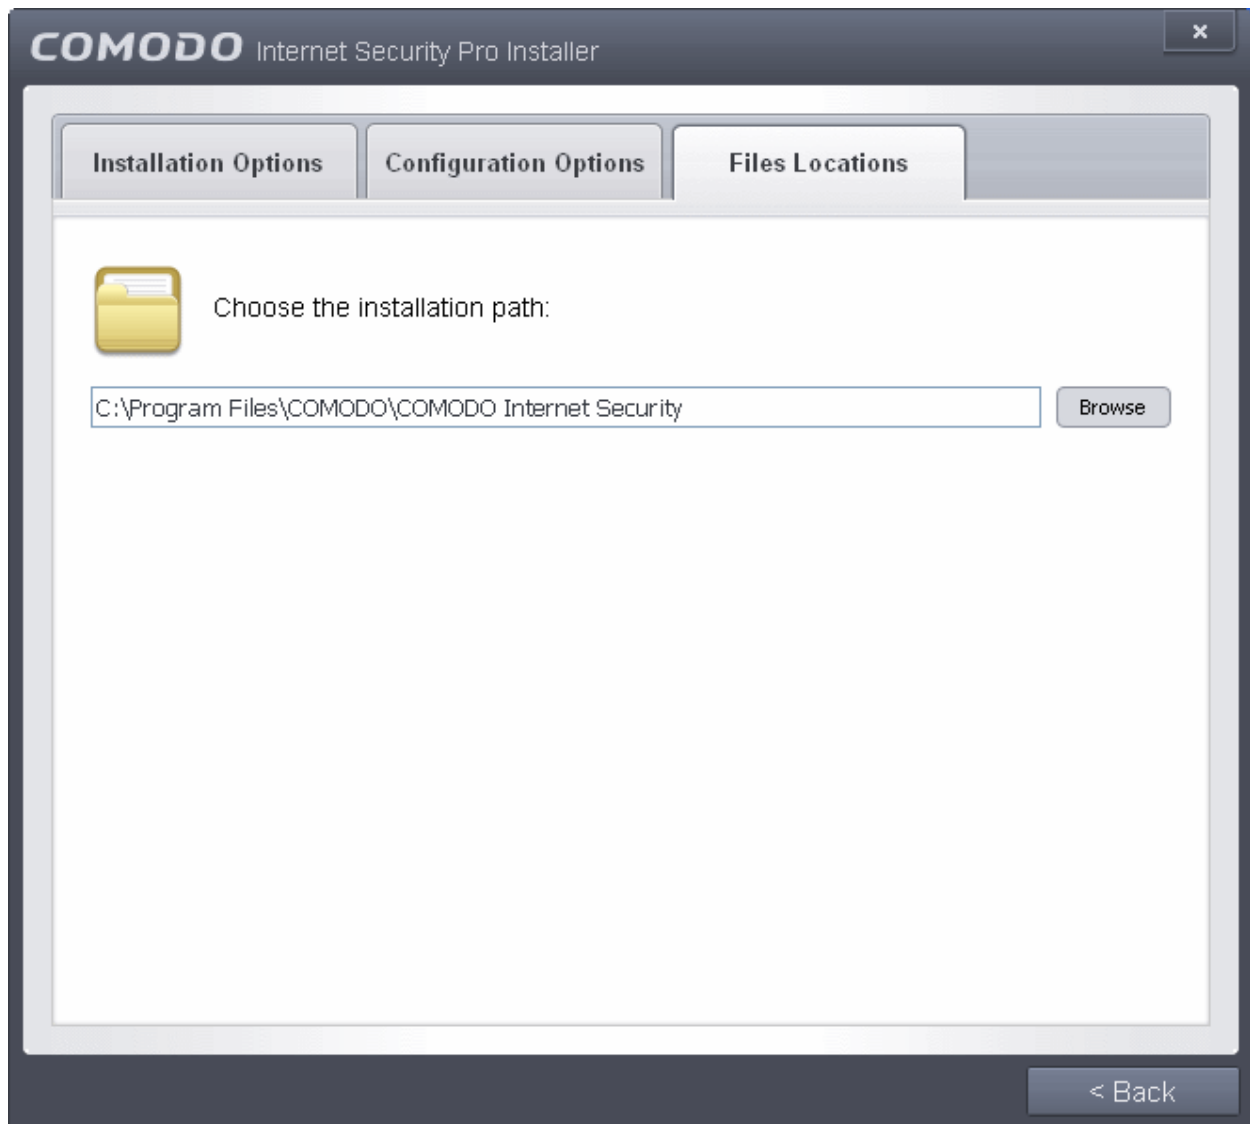 COMODO Internet Security Pro Installer
x
Installation Options
Configuration Options
Files Locations
Choose the installation path:
C:\Program Files\COMODO\COMODO Internet Security
Browse
< Back